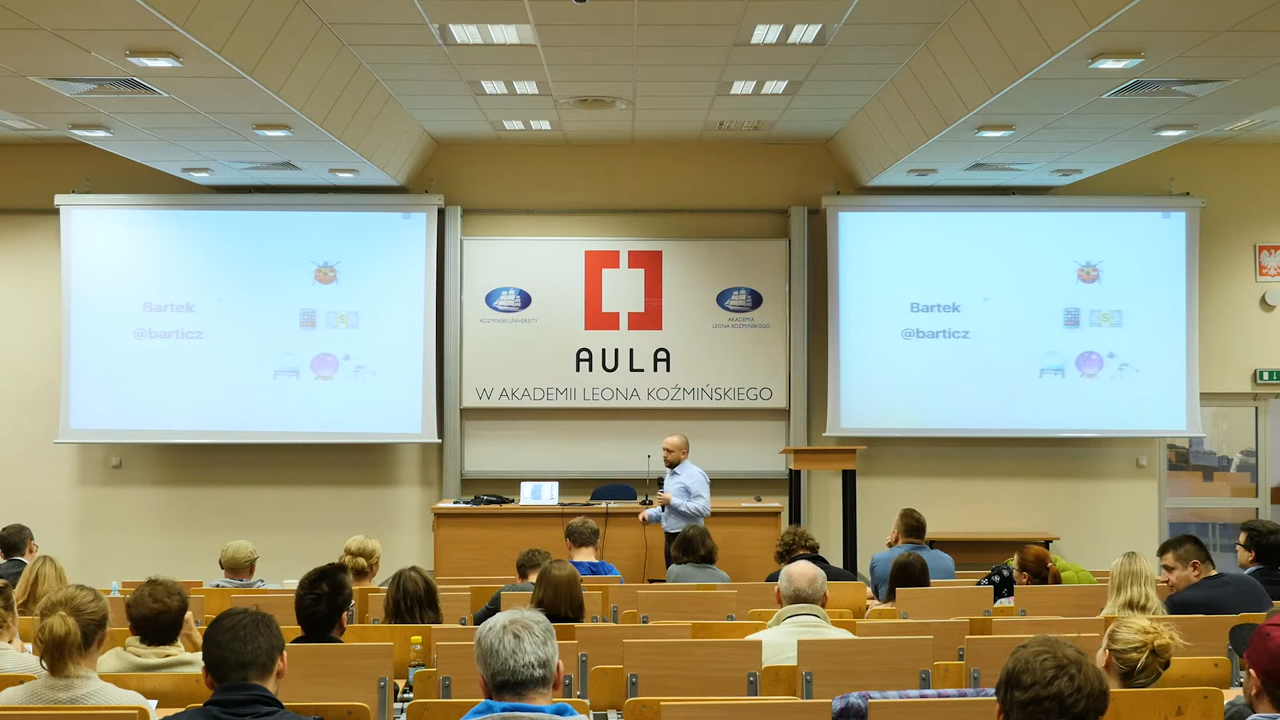 Bartek
@barticz
KOZMINSKI UNIVERSITY
AKADEMIA
LEONA KOŹMIŃSKIEGO
AULA
W AKADEMII LEONA KOŹMIŃSKIEGO
Bartek
@barticz